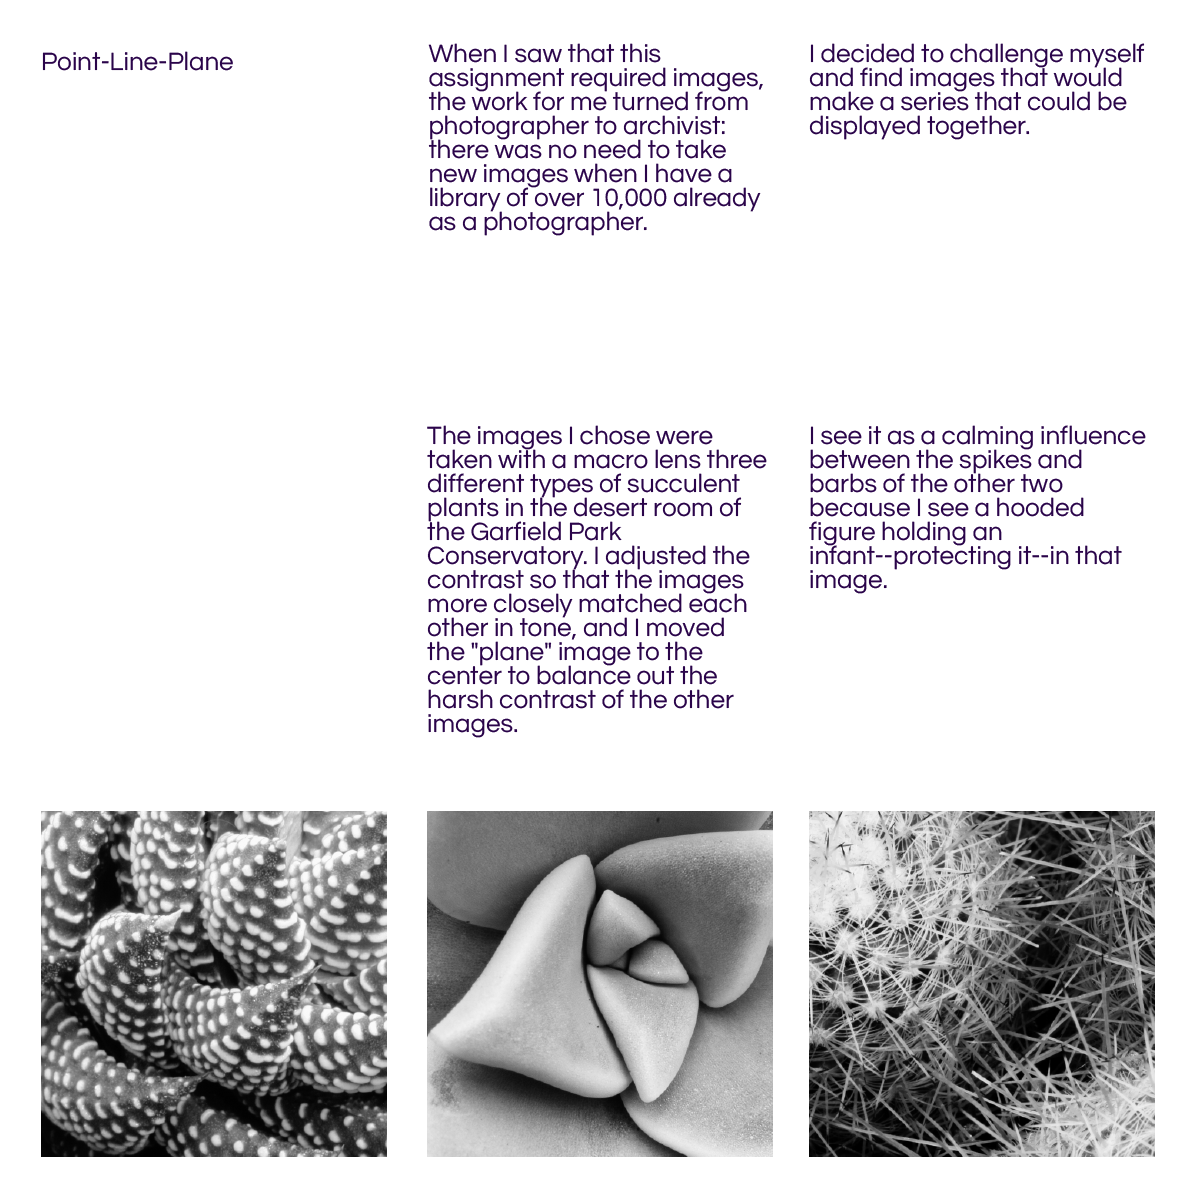 Point-Line-Plane
When I saw that this
assignment required images,
the work for me turned from
photographer to archivist:
there was no need to take
new images when I have a
library of over 10,000 already
as a photographer.
I decided to challenge myself
and find images that would
make a series that could be
displayed together.
The images I chose were
taken with a macro lens three
different types of succulent
plants in the desert room of
the Garfield Park
Conservatory. I adjusted the
contrast so that the images
more closely matched each
other in tone, and I moved
the "plane" image to the
center to balance out the
harsh contrast of the other
images.
I see it as a calming influence
between the spikes and
barbs of the other two
because I see a hooded
figure holding an
infant--protecting it--in that
image.